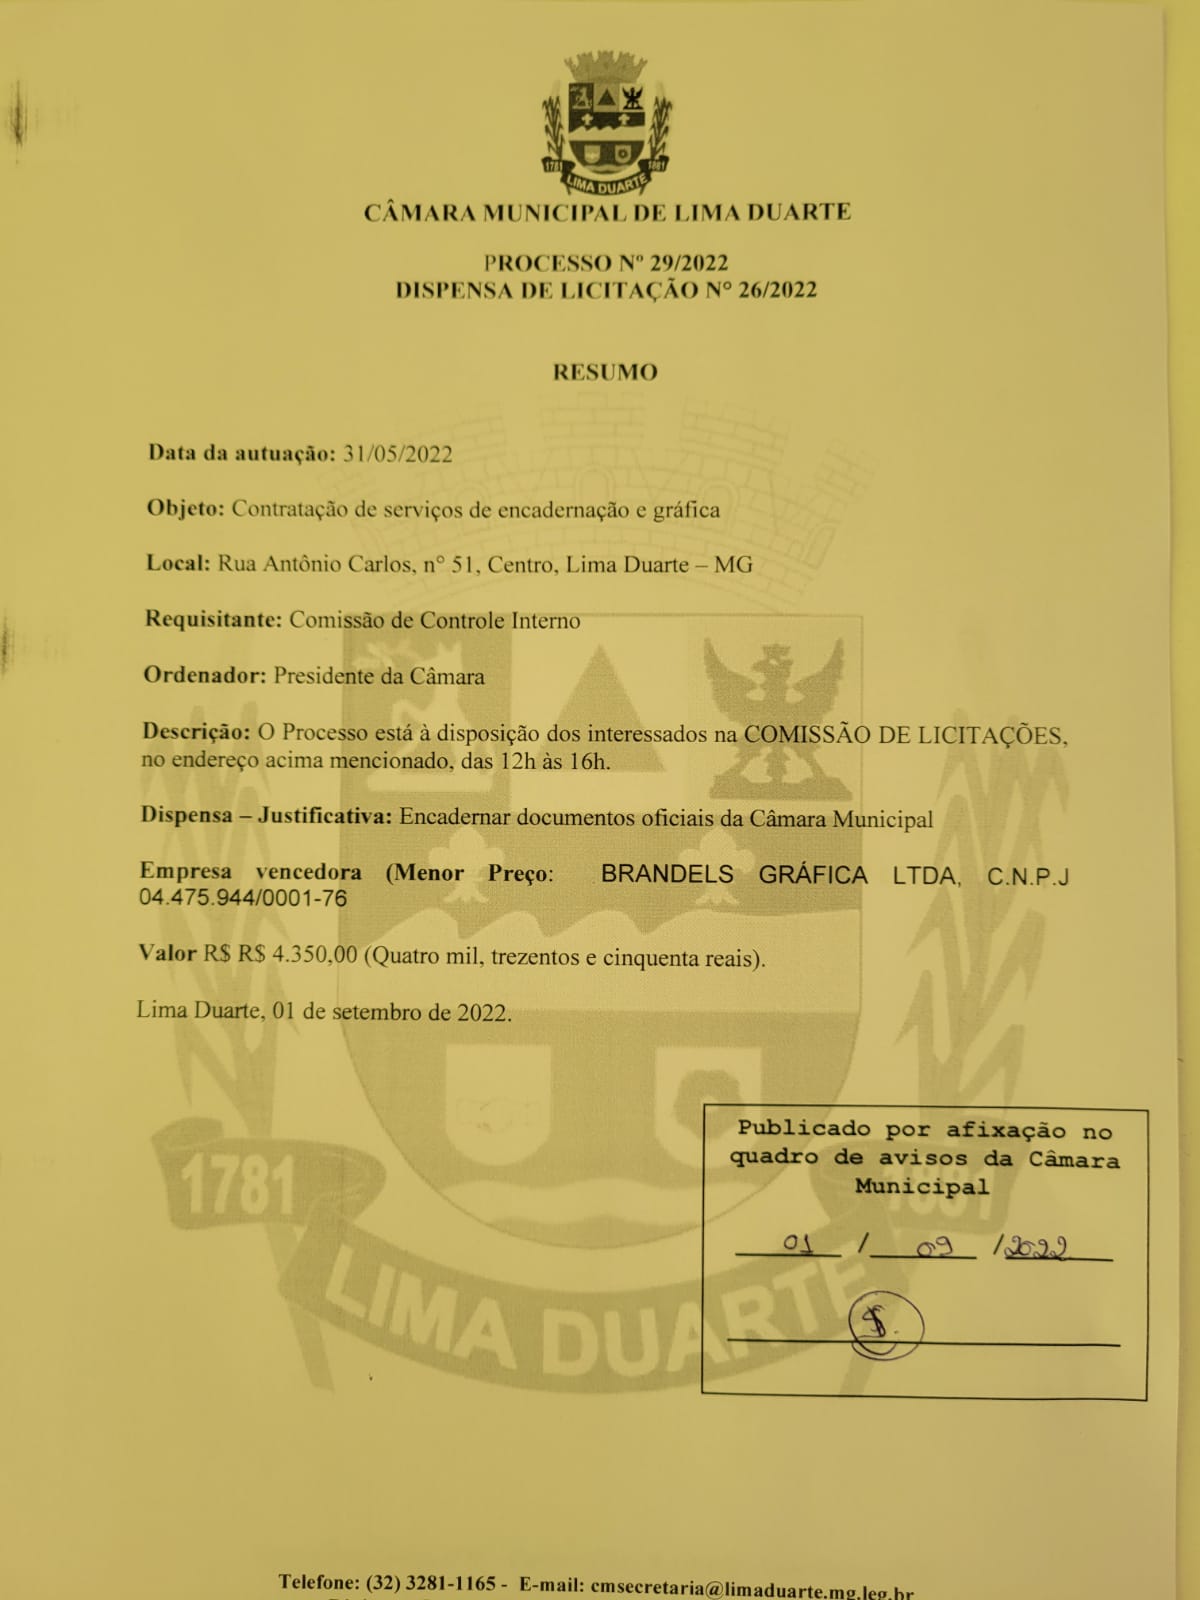 1781 1881
LIMA DUARTE
CÂMARA MUNICIPAL DE LIMA DUARTE
PROCESSO Nº 29/2022
DISPENSA DE LICITAÇÃO N° 26/2022
RESUMO
Data da autuação: 31/05/2022
Objeto: Contratação de serviços de encadernação e gráfica
Local: Rua Antônio Carlos, n° 51, Centro, Lima Duarte – MG
Requisitante: Comissão de Controle Interno
Ordenador: Presidente da Câmara
Descrição: O Processo está à disposição dos interessados na COMISSÃO DE LICITAÇÕES,
no endereço acima mencionado, das 12h às 16h.
Dispensa – Justificativa: Encadernar documentos oficiais da Câmara Municipal
Empresa vencedora (Menor Preço: BRANDELS GRÁFICA LTDA, C.N.P.J
04.475.944/0001-76
Valor R$ R$ 4.350,00 (Quatro mil, trezentos e cinquenta reais).
Lima Duarte, 01 de setembro de 2022.
Publicado por afixação no
quadro de avisos da Câmara
Municipal
01 / 09 /2022
1781 1881
LIMA DUARTE
Telefone: (32) 3281-1165 - E-mail: cmsecretaria@limaduarte.mg.leg.br